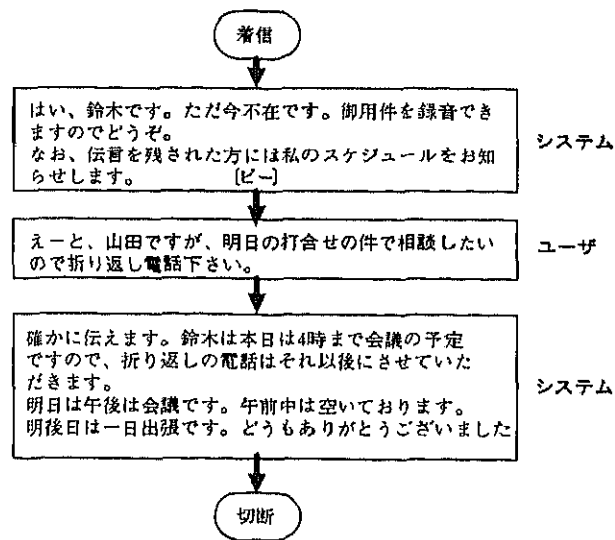 着信
はい、鈴木です。ただ今不在です。御用件を録音でき
ますのでどうぞ。
なお、伝言を残された方には私のスケジュールをお知
らせします。 [ピー]
システム
えーと、山田ですが、明日の打合せの件で相談したい
ので折り返し電話下さい。
ユーザ
確かに伝えます。鈴木は本日は4時まで会議の予定
ですので、折り返しの電話はそれ以後にさせていた
だきます。
明日は午後は会議です。午前中は空いております。
明後日は一日出張です。どうもありがとうございました
システム
切断